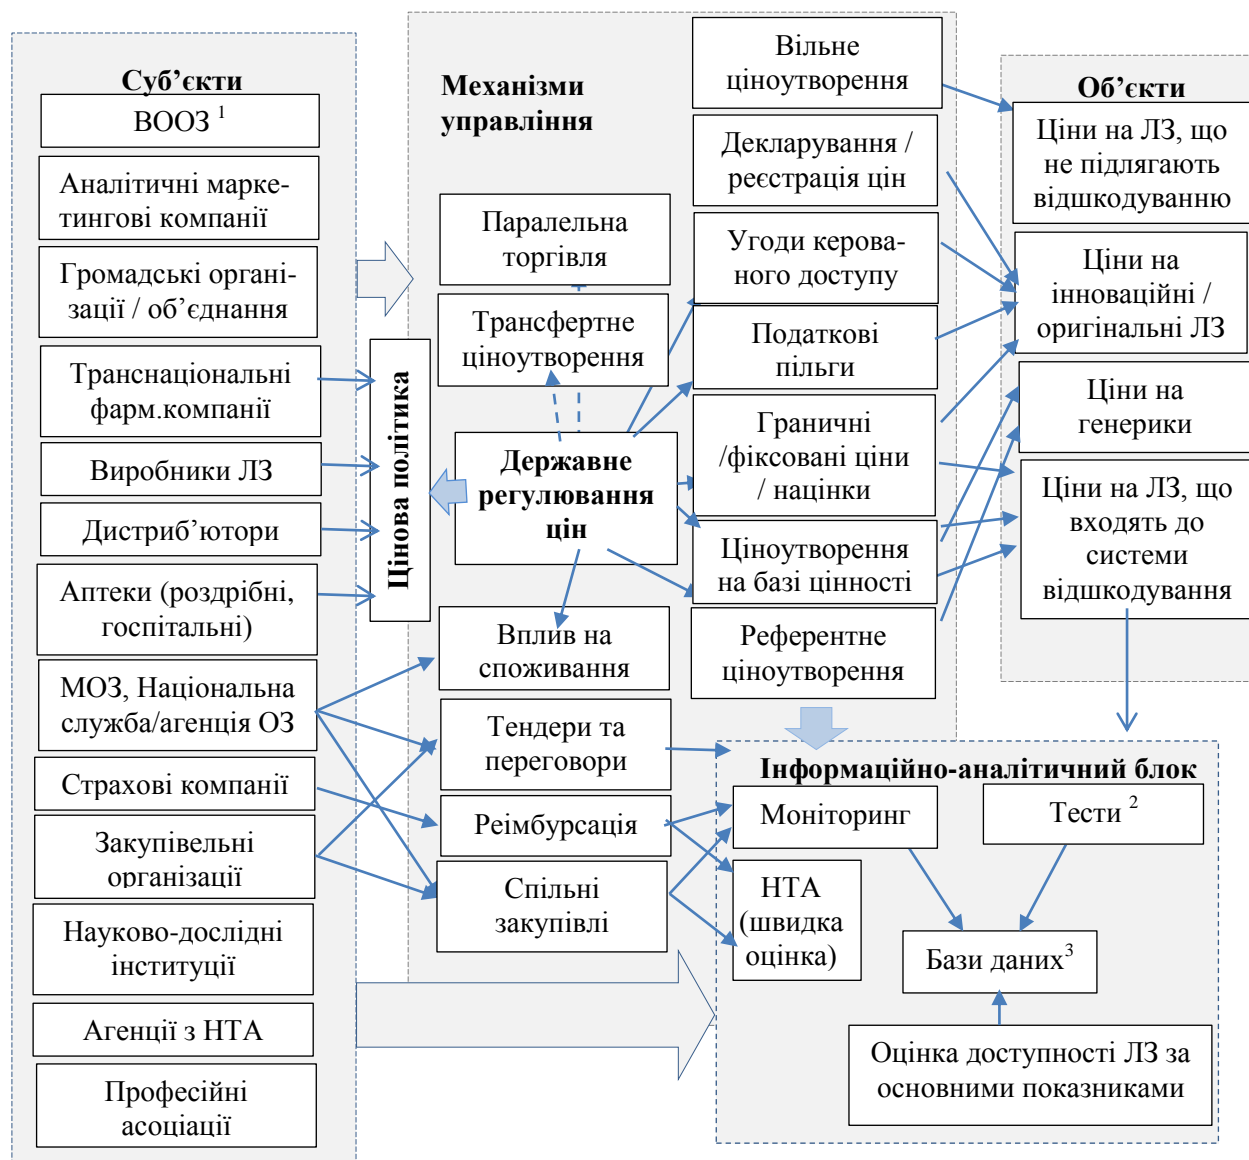 Суб’єкти
ВООЗ 1
Аналітичні марке-
тингові компанії
Громадські органі-
зації / об’єднання
Транснаціональні
фарм.компанії
Виробники ЛЗ
Дистриб’ютори
Аптеки (роздрібні,
госпітальні)
МОЗ, Національна
служба/агенція ОЗ
Страхові компанії
Закупівельні
організації
Науково-дослідні
інституції
Агенції з НТА
Професійні
асоціації
Цінова політика
Механізми
управління
Паралельна
торгівля
Трансфертне
ціноутворення
Державне
регулювання
цін
Вплив на
споживання
Тендери та
переговори
Реімбурсація
Спільні
закупівлі
Вільне
ціноутворення
Декларування /
реєстрація цін
Угоди керова-
ного доступу
Податкові
пільги
Граничні
/фіксовані ціни
/ націнки
Ціноутворення
на базі цінності
Референтне
ціноутворення
Об’єкти
Ціни на ЛЗ, що
не підлягають
відшкодуванню
Ціни на
інноваційні /
оригінальні ЛЗ
Ціни на
генерики
Ціни на ЛЗ, що
входять до
системи
відшкодування
Інформаційно-аналітичний блок
Моніторинг
Тести 2
НТА
(швидка
оцінка)
Бази даних3
Оцінка доступності ЛЗ за
основними показниками